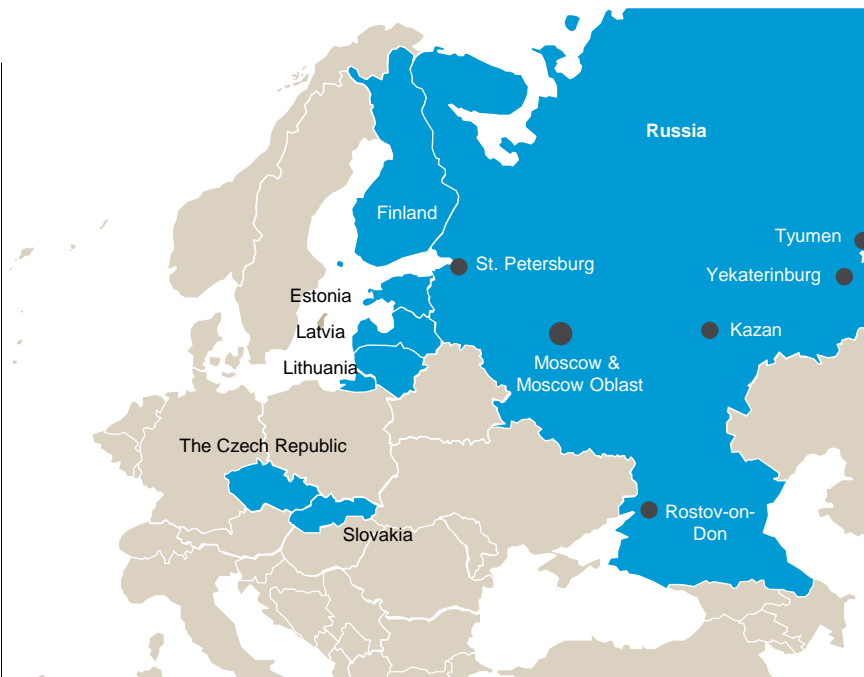 Russia
Finland
Tyumen
St. Petersburg
Yekaterinburg
Estonia
Latvia
Kazan
Lithuania
Moscow &
Moscow Oblast
The Czech Republic
Rostov-on-
Don
Slovakia